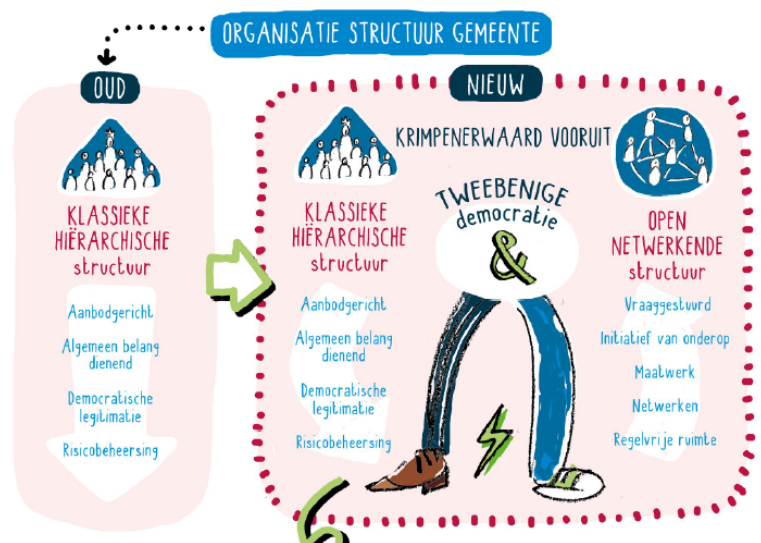 ORGANISATIE STRUCTUUR GEMEENTE
OUD
KLASSIEKE
HIËRARCHISCHE
structuur
Aanbodgericht
Algemeen belang
dienend
Democratische
legitimatie
Risicobeheersing
NIEUW
KRIMPENERWAARD VOORUIT
KLASSIEKE
HIËRARCHISCHE
structuur
Aanbodgericht
Algemeen belang
dienend
Democratische
legitimatie
Risicobeheersing
TWEEBENIGE
democratie
&
OPEN
NETWERKENDE
structuur
Vraaggestuurd
Initiatief van onderop
Maatwerk
Netwerken
Regelvrije ruimte